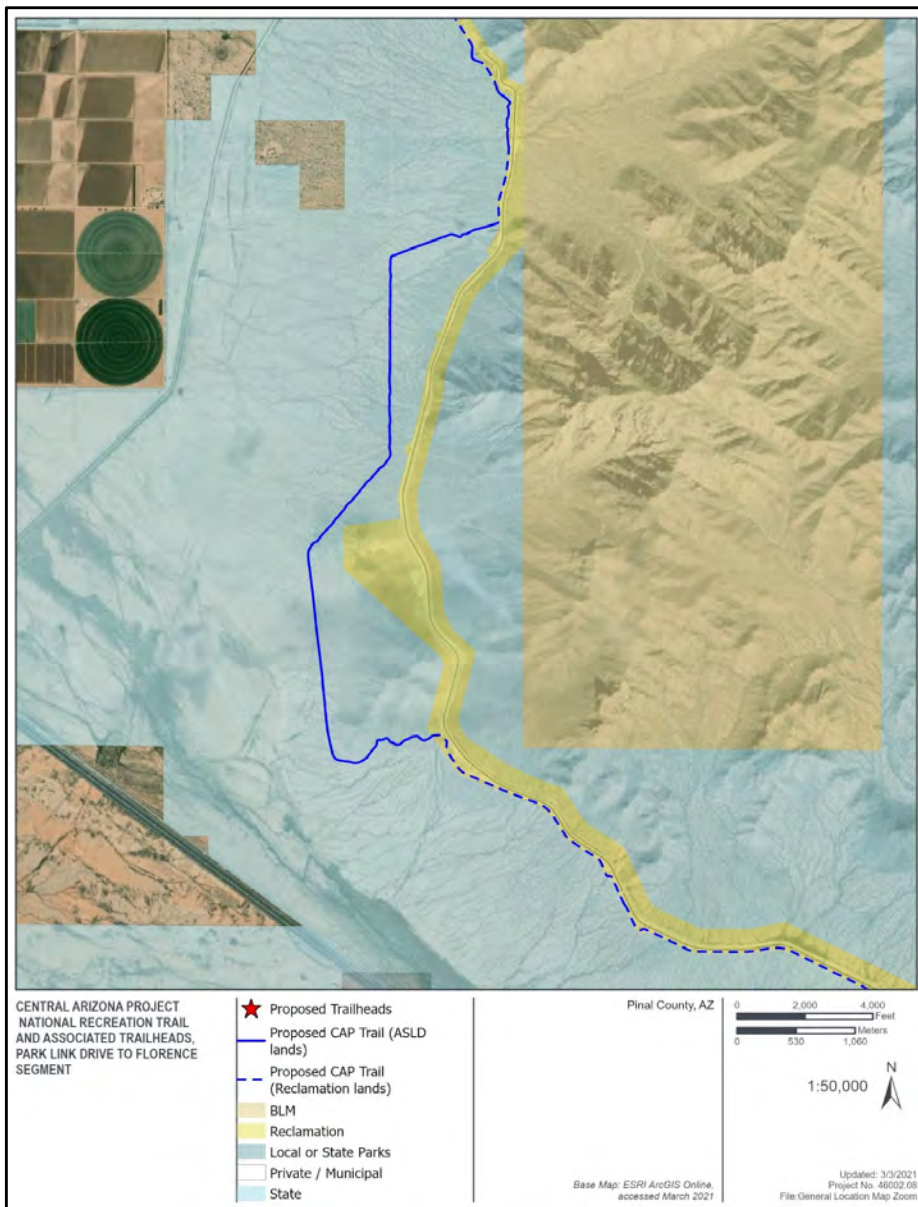 CENTRAL ARIZONA PROJECT
NATIONAL RECREATION TRAIL
AND ASSOCIATED TRAILHEADS,
PARK LINK DRIVE TO FLORENCE
SEGMENT
Proposed Trailheads
Proposed CAP Trail (ASLD
lands)
Proposed CAP Trail
(Reclamation lands)
BLM
Reclamation
Local or State Parks
Private / Municipal
State
Pinal County, AZ
Base Map: ESRI ArcGIS Online,
accessed March 2021
0 2,000 4,000
Feet
Meters
0 530 1,060
N
1:50,000
Updated: 3/3/2021
Project No. 46002.08
File:General Location Map Zoom